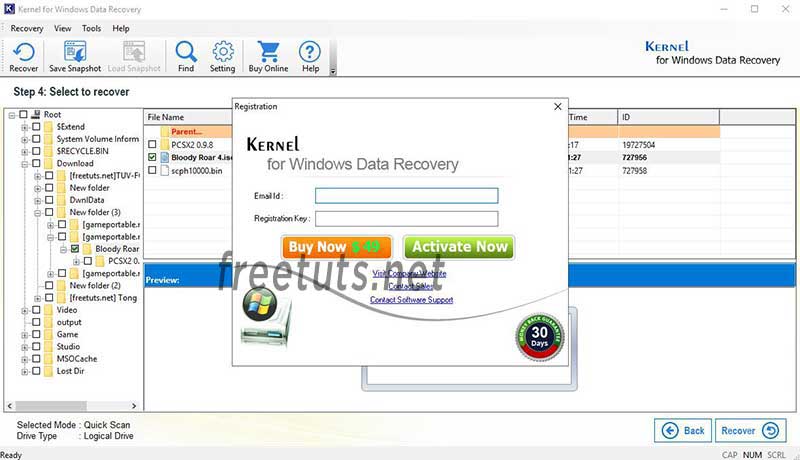 Kernel for Windows Data Recovery
Recovery View Tools Help
Recover Save Snapshot Load Snapshot Find Setting Buy Online Help
KERNEL
for Windows Data Recovery
Step 4: Select to recover
Root
$Extend
System Volume Inform
$RECYCLE.BIN
Download
[freetuts.net]TUV-F
New folder
DwnlData
New folder (3)
[gameportable.r
[gameportable.r
Bloody Roar
PCSX2 0.
[gameportable.r
New folder (2)
[freetuts.net] Tong
Video
output
Game
Studio
MSOCache
Lost Dir
File Name Time ID
Parent...
PCSX2 0.9.8 :17 19727504
Bloody Roar 4.iso 1:27 727956
scph10000.bin 1:27 727958
Preview:
Registration
KERNEL
for Windows Data Recovery
Email Id :
Registration Key :
Buy Now $ 49 Activate Now
Visit Company Website
Contact Sales
Contact Software Support
MONEY BACK GUARANTEE
30
Days
freetuts.net
Selected Mode : Quick Scan
Drive Type : Logical Drive
Back Recover
Ready CAP NUM SCRL